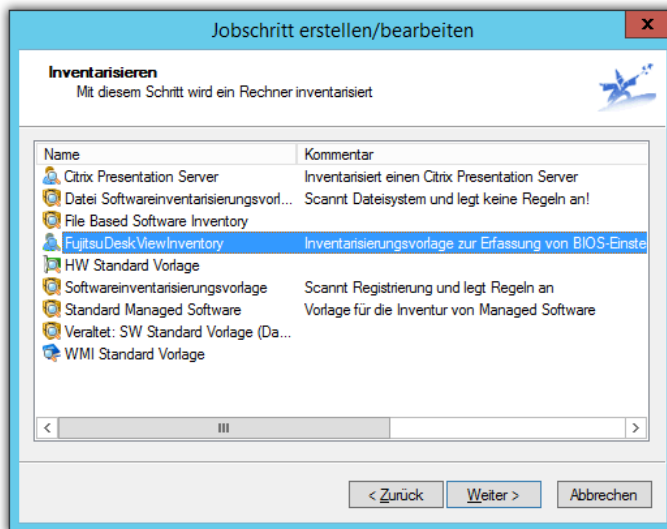 Jobschritt erstellen/bearbeiten
x
Inventarisieren
Mit diesem Schritt wird ein Rechner inventarisiert
Name Kommentar
Citrix Presentation Server Inventarisiert einen Citrix Presentation Server
Datei Softwareinventarisierungsvorl... Scannt Dateisystem und legt keine Regeln an!
File Based Software Inventory
FujitsuDeskViewInventory Inventarisierungsvorlage zur Erfassung von BIOS-Einste
HW Standard Vorlage
Softwareinventarisierungsvorlage Scannt Registrierung und legt Regeln an
Standard Managed Software Vorlage für die Inventur von Managed Software
Veraltet: SW Standard Vorlage (Da...
WMI Standard Vorlage
< Zurück Weiter > Abbrechen